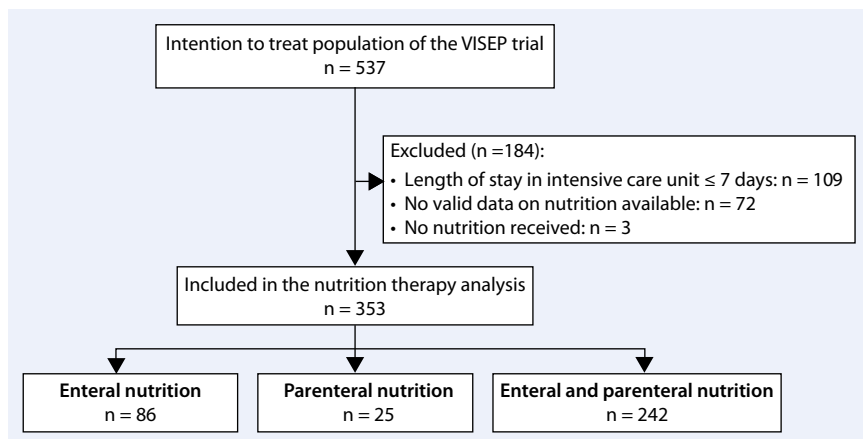 Intention to treat population of the VISEP trial
n = 537
Excluded (n =184):
• Length of stay in intensive care unit ≤ 7 days: n = 109
• No valid data on nutrition available: n = 72
• No nutrition received: n = 3
Included in the nutrition therapy analysis
n = 353
Enteral nutrition
n = 86
Parenteral nutrition
n = 25
Enteral and parenteral nutrition
n = 242